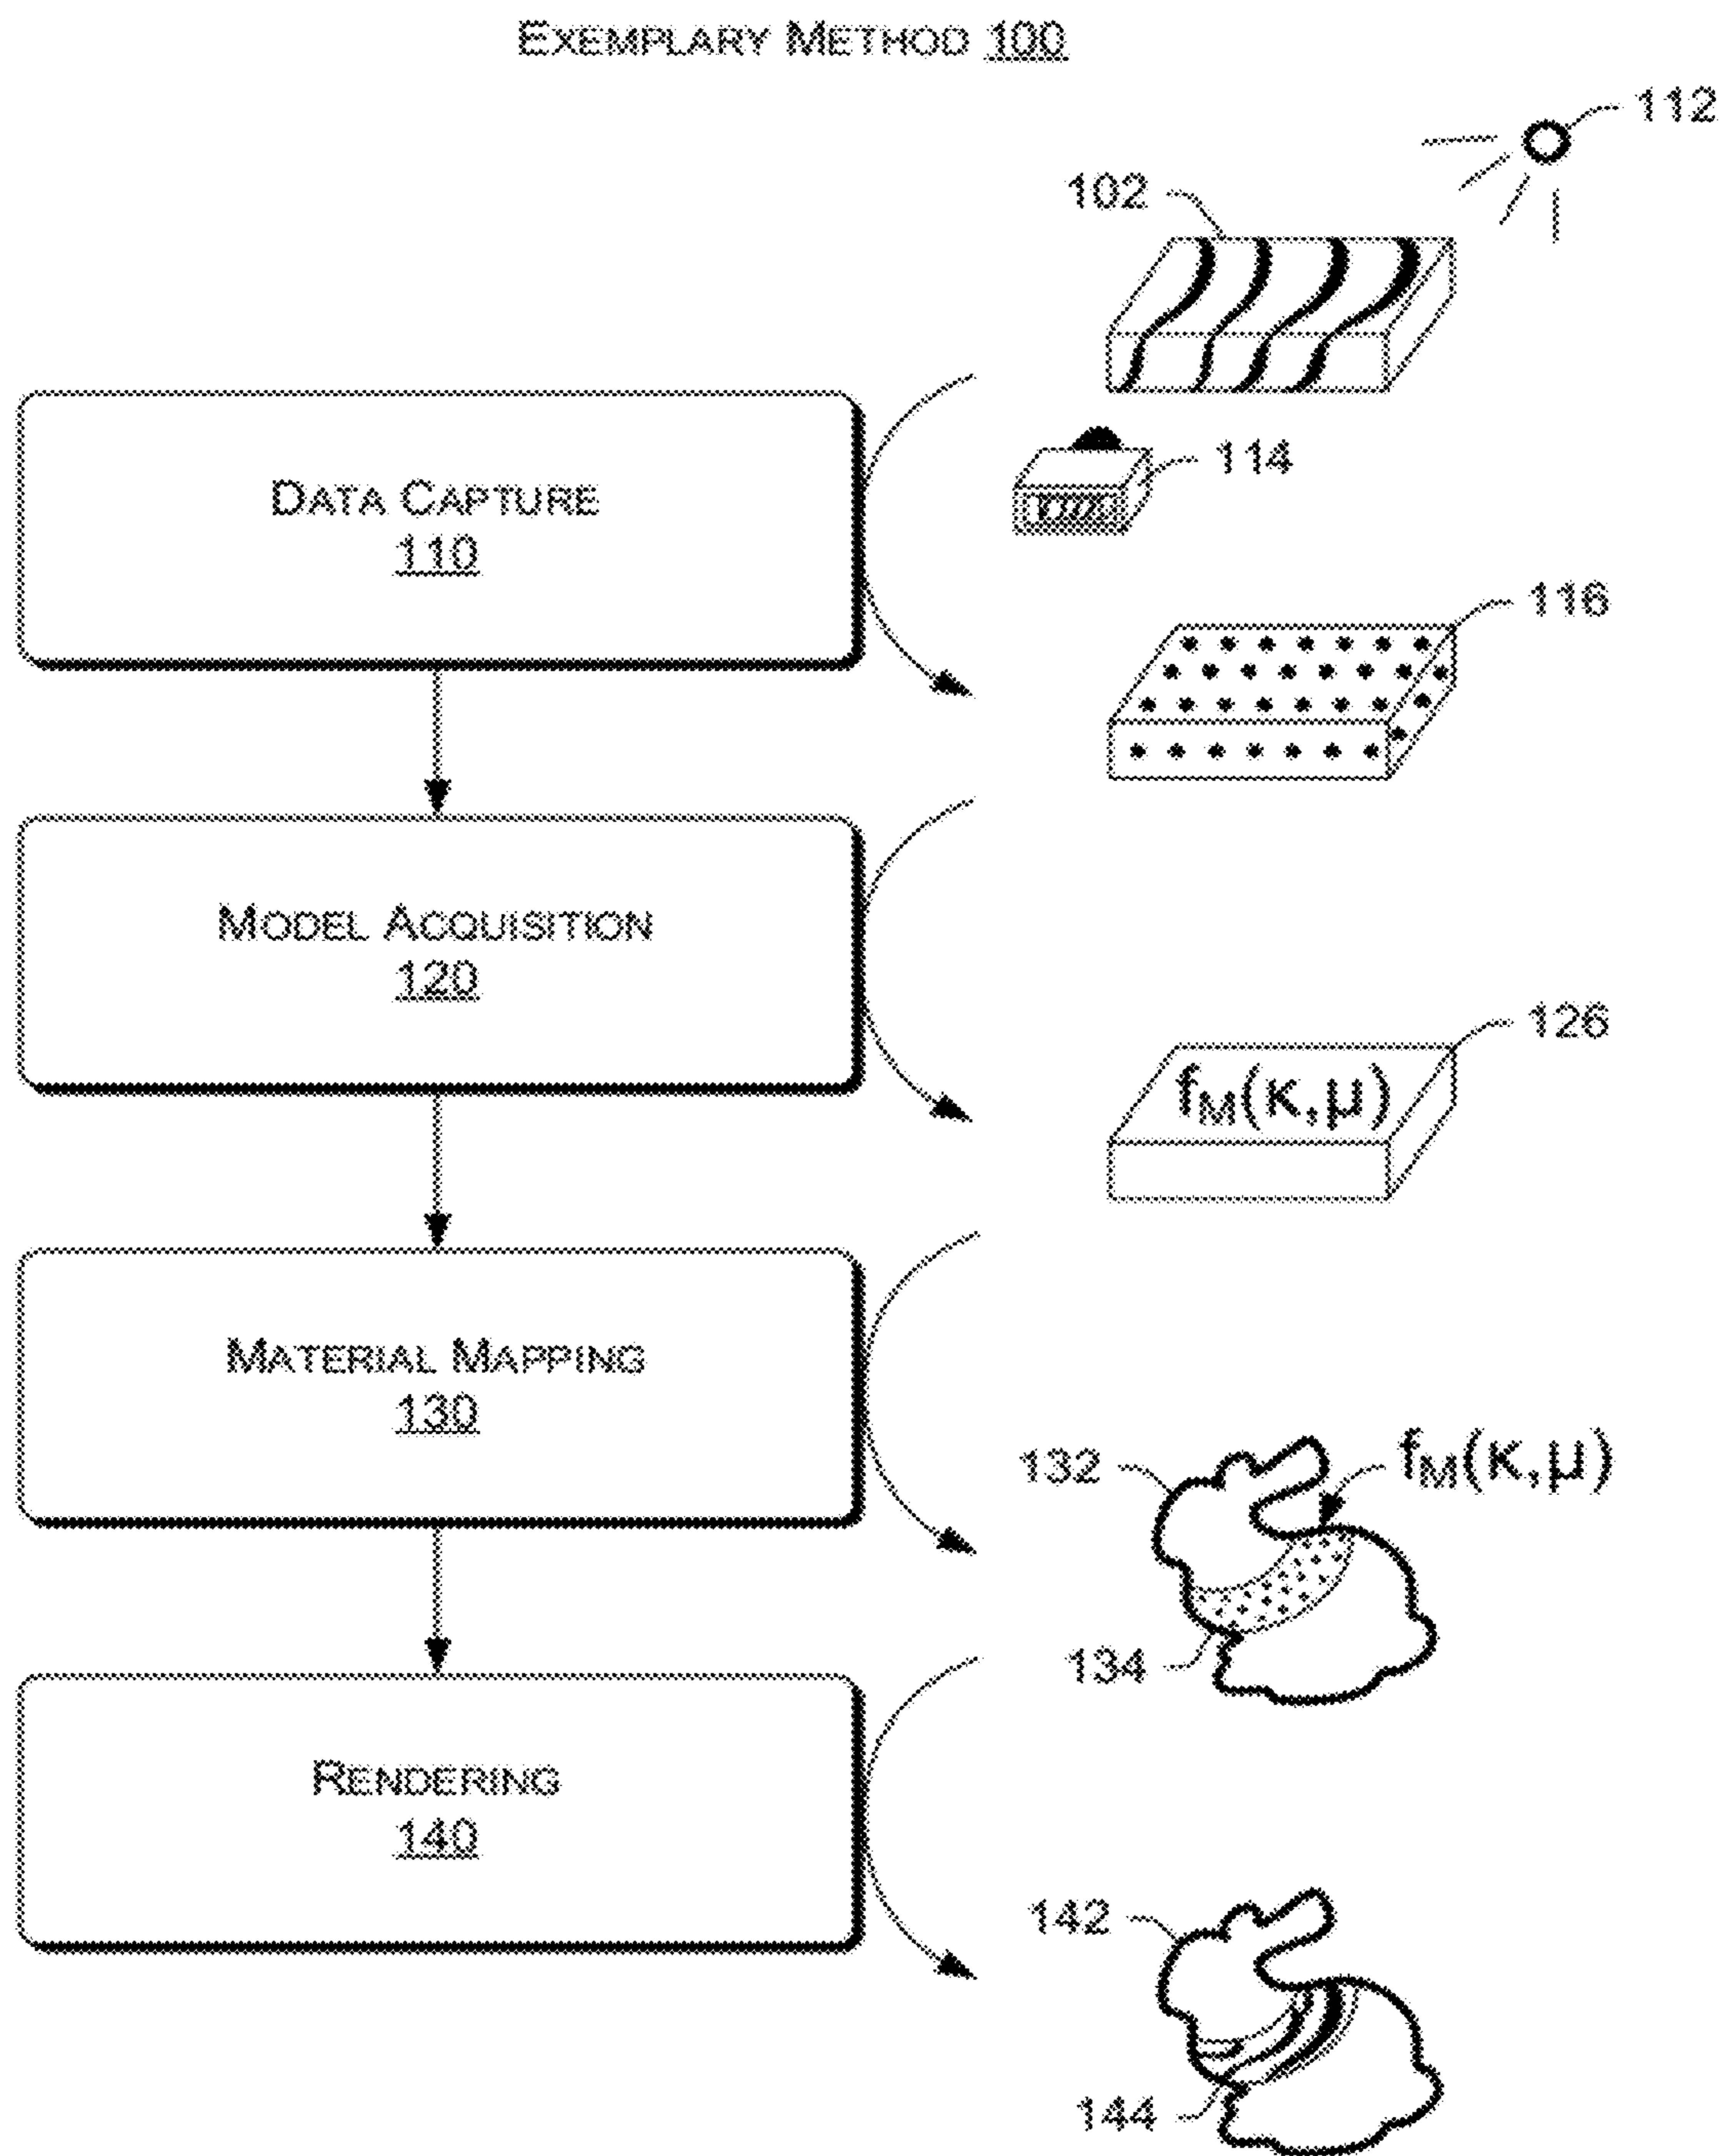 EXEMPLARY METHOD 100
112
102
DATA CAPTURE
110
114
116
MODEL ACQUISITION
120
126
fM(κ,μ)
MATERIAL MAPPING
130
132
fM(κ,μ)
134
RENDERING
140
142
144